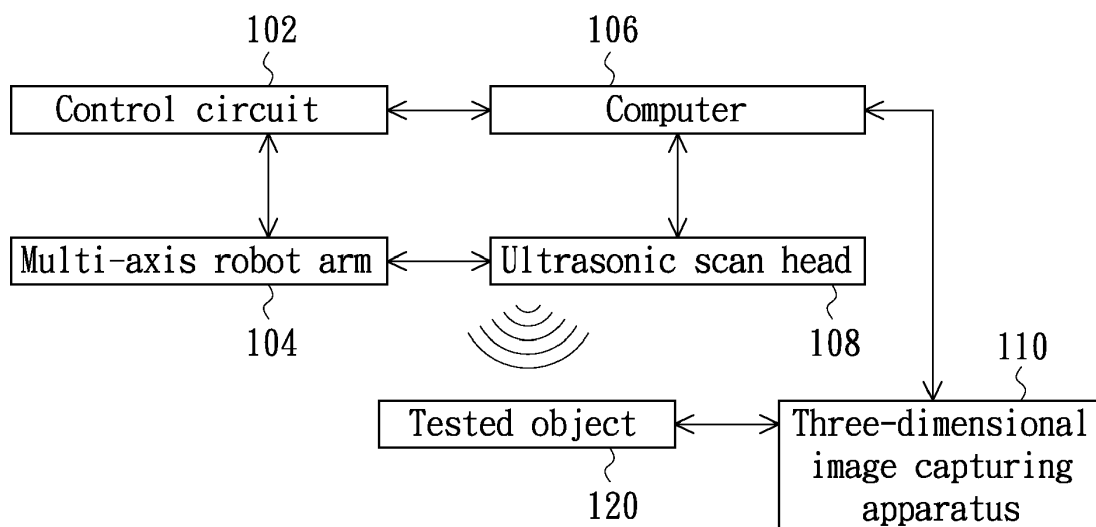 102
106
Control circuit
Computer
Multi-axis robot arm
Ultrasonic scan head
104
108
110
Tested object
Three-dimensional
image capturing
apparatus
120